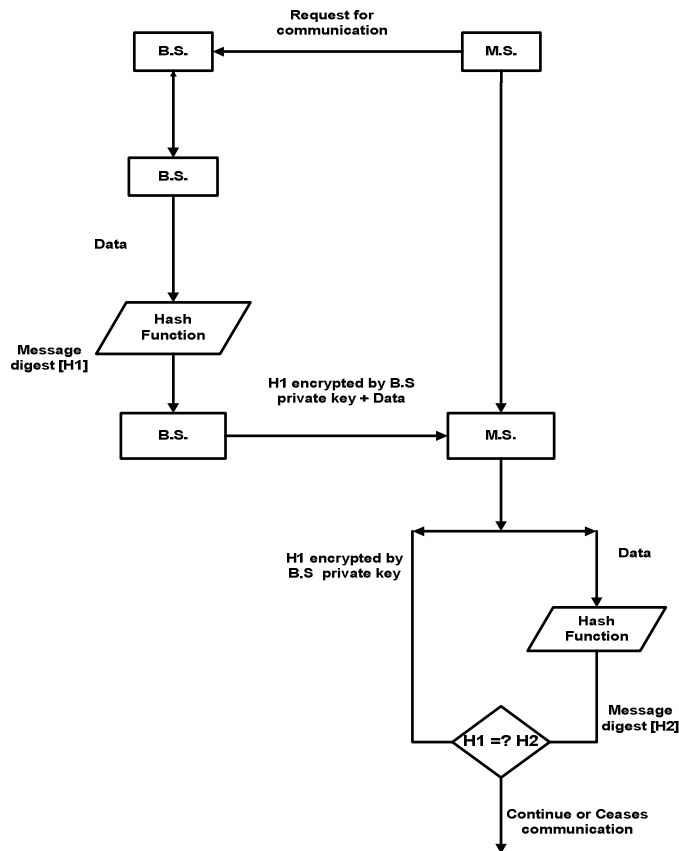 Request for
communication
B.S.
M.S.
B.S.
Data
Hash
Function
Message
digest [H1]
H1 encrypted by B.S
private key + Data
B.S.
M.S.
H1 encrypted by
B.S private key
Data
Hash
Function
Message
digest [H2]
H1 =? H2
Continue or Ceases
communication